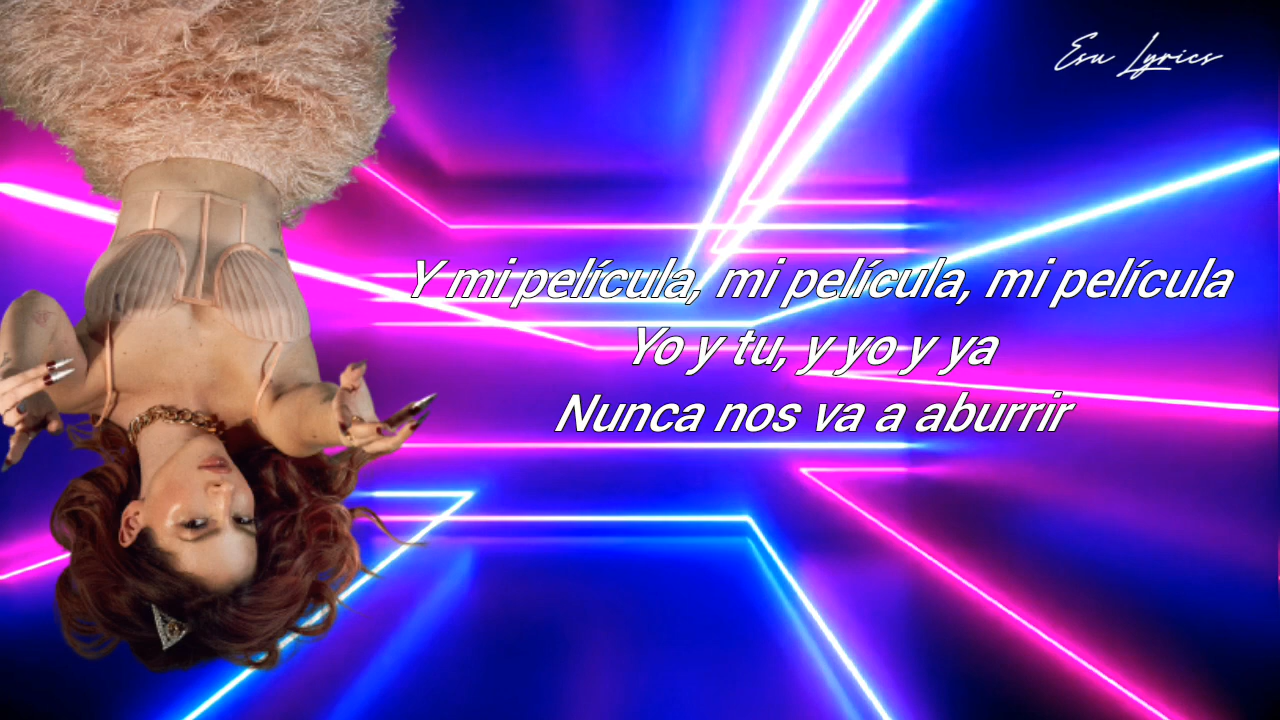 Esu Lyrics
Y mi película, mi película, mi película
Yo y tu, y yo y ya
Nunca nos va a aburrir